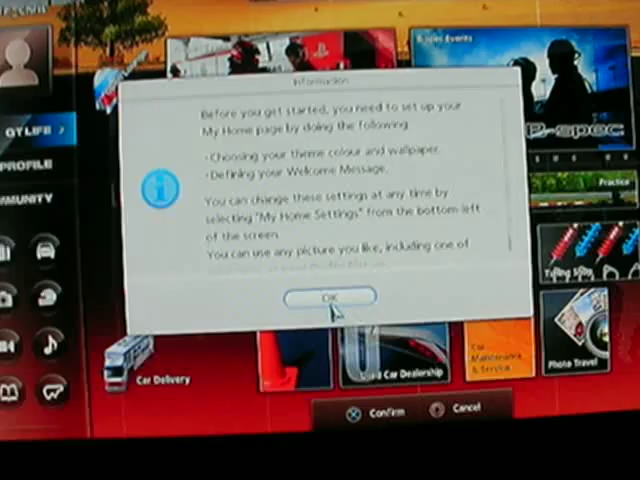 B-spec Events
Information
Before you get started, you need to set up your
My Home page by doing the following
•Choosing your theme colour and wallpaper.
•Defining your Welcome Message.
You can change these settings at any time by
selecting "My Home Settings" from the bottom-left
of the screen.
You can use any picture you like, including one of
OK
GT LIFE
PROFILE
MMUNITY
B-spec
Practice
Tuning Shop
Car Delivery
Used Car Dealership
Car
Maintenance
& Service
Photo Travel
Confirm
Cancel